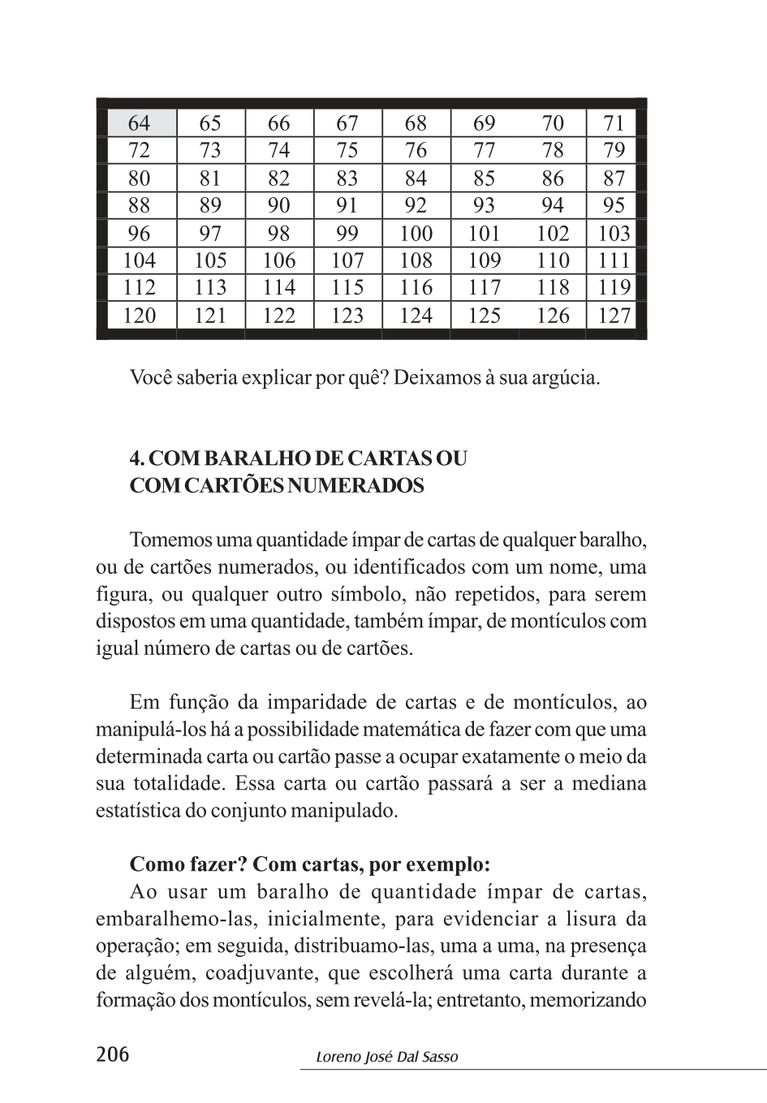 64 65 66 67 68 69 70 71
72 73 74 75 76 77 78 79
80 81 82 83 84 85 86 87
88 89 90 91 92 93 94 95
96 97 98 99 100 101 102 103
104 105 106 107 108 109 110 111
112 113 114 115 116 117 118 119
120 121 122 123 124 125 126 127
Você saberia explicar por quê? Deixamos à sua argúcia.
4. COM BARALHO DE CARTAS OU
COM CARTÕES NUMERADOS
Tomemos uma quantidade ímpar de cartas de qualquer baralho,
ou de cartões numerados, ou identificados com um nome, uma
figura, ou qualquer outro símbolo, não repetidos, para serem
dispostos em uma quantidade, também ímpar, de montículos com
igual número de cartas ou de cartões.
Em função da imparidade de cartas e de montículos, ao
manipulá-los há a possibilidade matemática de fazer com que uma
determinada carta ou cartão passe a ocupar exatamente o meio da
sua totalidade. Essa carta ou cartão passará a ser a mediana
estatística do conjunto manipulado.
Como fazer? Com cartas, por exemplo:
Ao usar um baralho de quantidade ímpar de cartas,
embaralhemo-las, inicialmente, para evidenciar a lisura da
operação; em seguida, distribuamo-las, uma a uma, na presença
de alguém, coadjuvante, que escolherá uma carta durante a
formação dos montículos, sem revelá-la; entretanto, memorizando
206 Loreno José Dal Sasso